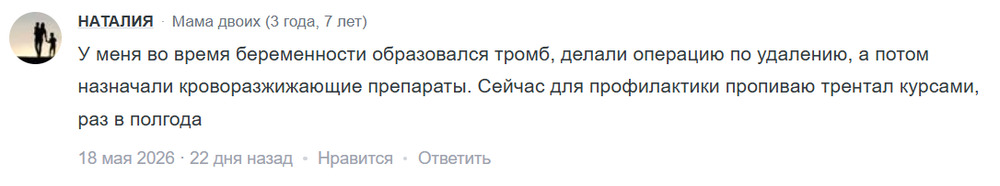 НАТАЛИЯ · Мама двоих (3 года, 7 лет)
У меня во время беременности образовался тромб, делали операцию по удалению, а потом
назначали кроворазжижающие препараты. Сейчас для профилактики пропиваю трентал курсами,
раз в полгода
18 мая 2026 · 22 дня назад • Нравится • Ответить